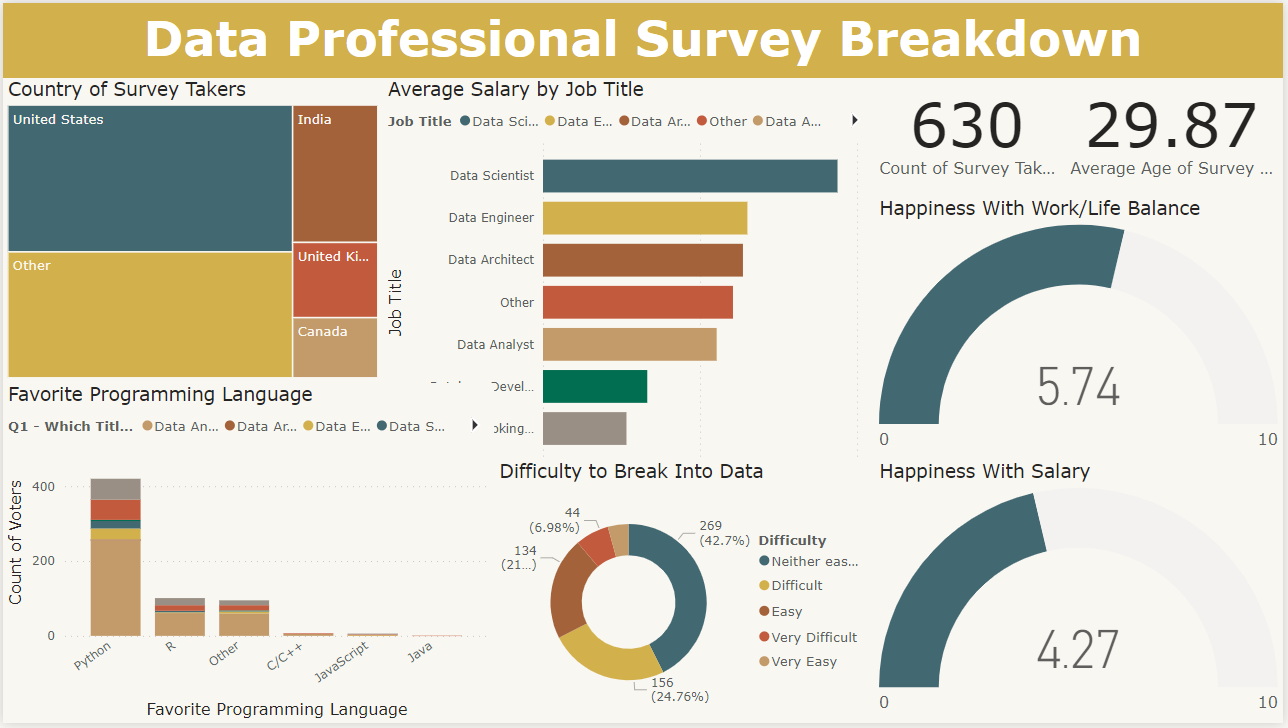 Data Professional Survey Breakdown
Country of Survey Takers
United States
India
Other
United Ki...
Canada
Average Salary by Job Title
Job Title
Data Sci...
Data E...
Data Ar...
Other
Data A...
Job Title
Data Scientist
Data Engineer
Data Architect
Other
Data Analyst
Devel...
oking...
630
Count of Survey Tak...
29.87
Average Age of Survey ...
Happiness With Work/Life Balance
5.74
0
10
Favorite Programming Language
Q1 - Which Titl...
Data An...
Data Ar...
Data E...
Data S...
Count of Voters
400
200
0
Python
R
Other
C/C++
JavaScript
Java
Favorite Programming Language
Difficulty to Break Into Data
44
(6.98%)
134
(21...)
269
(42.7%)
156
(24.76%)
Difficulty
Neither eas...
Difficult
Easy
Very Difficult
Very Easy
Happiness With Salary
4.27
0
10